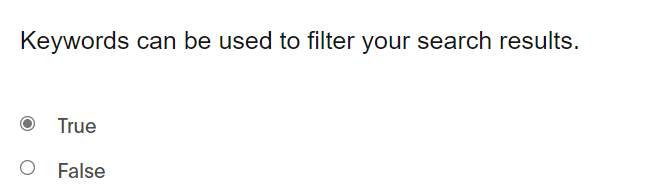 Keywords can be used to filter your search results.
True
False